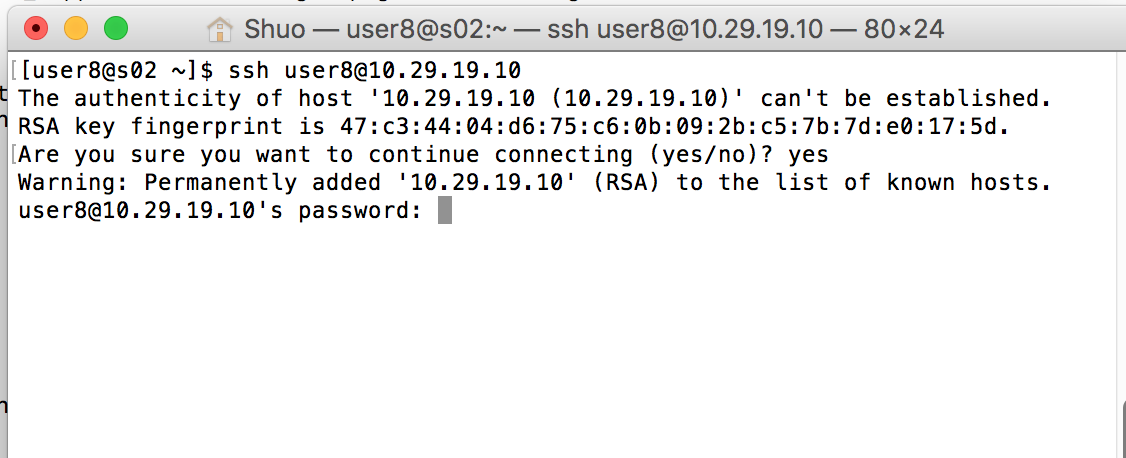 Shuo — user8@s02:~ — ssh user8@10.29.19.10 — 80×24
[[user8@s02 ~]$ ssh user8@10.29.19.10
The authenticity of host '10.29.19.10 (10.29.19.10)' can't be established.
RSA key fingerprint is 47:c3:44:04:d6:75:c6:0b:09:2b:c5:7b:7d:e0:17:5d.
[Are you sure you want to continue connecting (yes/no)? yes
Warning: Permanently added '10.29.19.10' (RSA) to the list of known hosts.
user8@10.29.19.10's password: